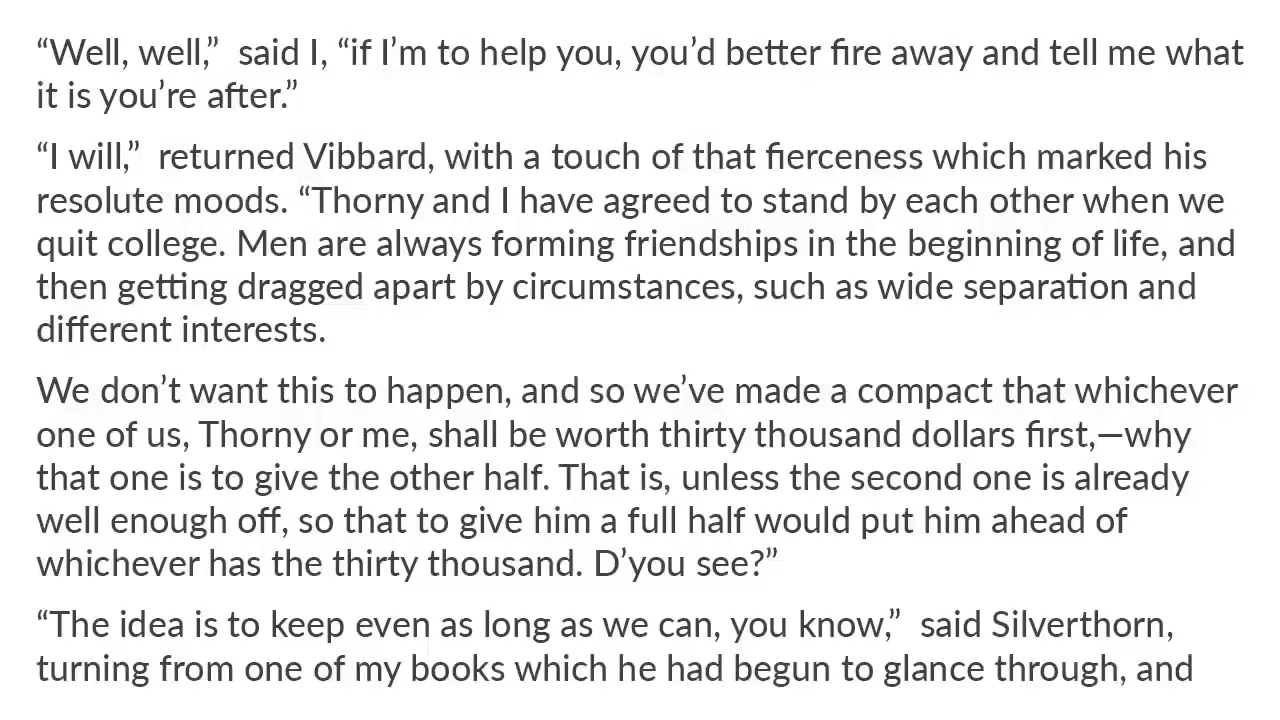 “Well, well,”  said I, “if I’m to help you, you’d better fire away and tell me what
it is you’re after.”
“I will,”  returned Vibbard, with a touch of that fierceness which marked his
resolute moods. “Thorny and I have agreed to stand by each other when we
quit college. Men are always forming friendships in the beginning of life, and
then getting dragged apart by circumstances, such as wide separation and
different interests.
We don’t want this to happen, and so we’ve made a compact that whichever
one of us, Thorny or me, shall be worth thirty thousand dollars first,—why
that one is to give the other half. That is, unless the second one is already
well enough off, so that to give him a full half would put him ahead of
whichever has the thirty thousand. D’you see?”
“The idea is to keep even as long as we can, you know,”  said Silverthorn,
turning from one of my books which he had begun to glance through, and